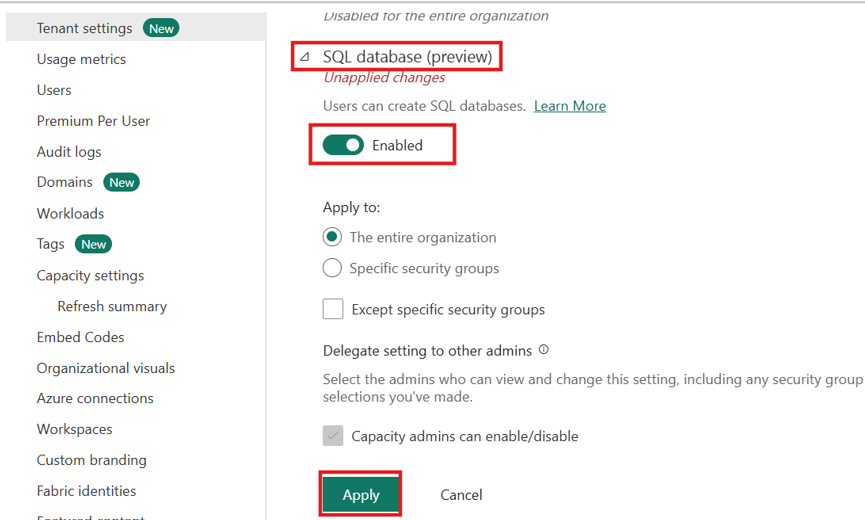 Tenant settings New
Usage metrics
Users
Premium Per User
Audit logs
Domains New
Workloads
Tags New
Capacity settings
Refresh summary
Embed Codes
Organizational visuals
Azure connections
Workspaces
Custom branding
Fabric identities
Featured content
Disabled for the entire organization
SQL database (preview)
Unapplied changes
Users can create SQL databases. Learn More
Enabled
Apply to:
The entire organization
Specific security groups
Except specific security groups
Delegate setting to other admins
Select the admins who can view and change this setting, including any security group
selections you've made.
Capacity admins can enable/disable
Apply Cancel